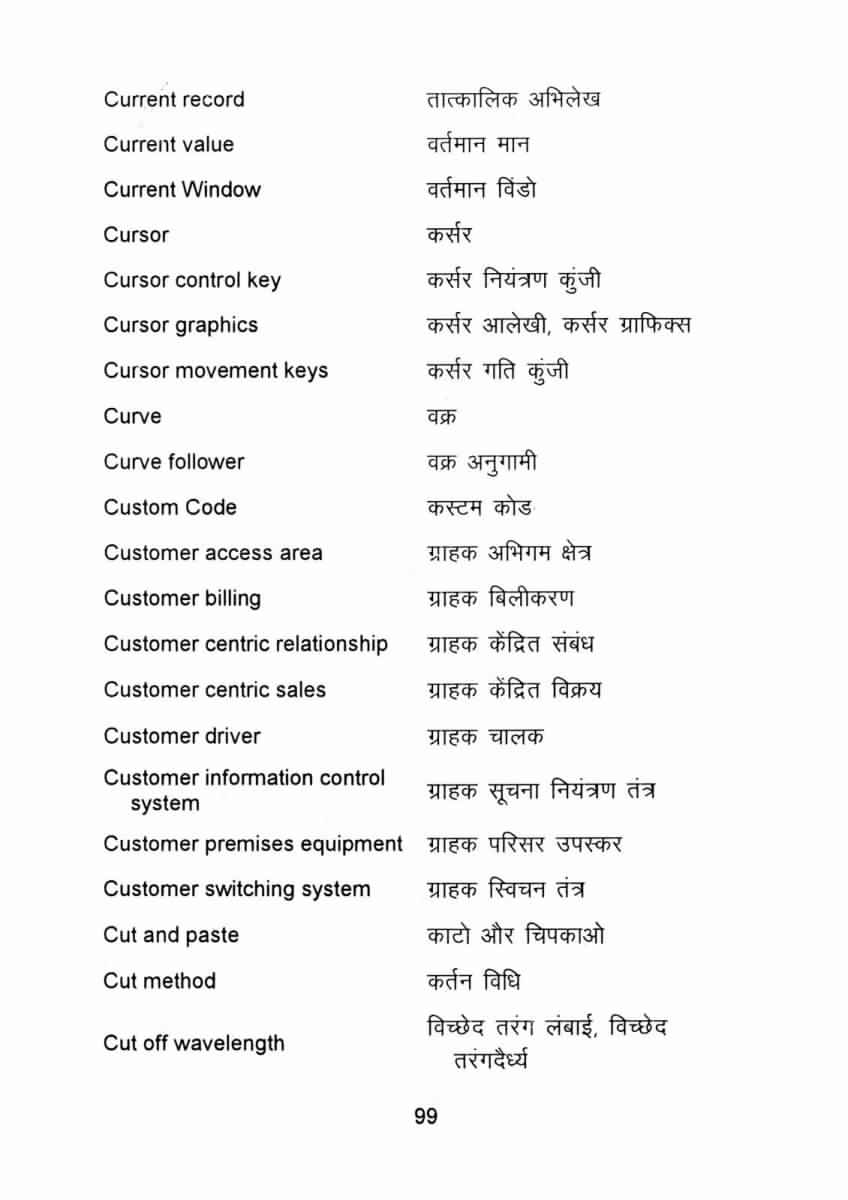 Current record तात्कालिक अभिलेख
Current value वर्तमान मान
Current Window वर्तमान विंडो
Cursor कर्सर
Cursor control key कर्सर नियंत्रण कुंजी
Cursor graphics कर्सर आलेखी, कर्सर ग्राफिक्स
Cursor movement keys कर्सर गति कुंजी
Curve वक्र
Curve follower वक्र अनुगामी
Custom Code कस्टम कोड
Customer access area ग्राहक अभिगम क्षेत्र
Customer billing ग्राहक बिलीकरण
Customer centric relationship ग्राहक केंद्रित संबंध
Customer centric sales ग्राहक केंद्रित विक्रय
Customer driver ग्राहक चालक
Customer information control
system ग्राहक सूचना नियंत्रण तंत्र
Customer premises equipment ग्राहक परिसर उपस्कर
Customer switching system ग्राहक स्विचन तंत्र
Cut and paste काटो और चिपकाओ
Cut method कर्तन विधि
Cut off wavelength विच्छेद तरंग लंबाई, विच्छेद
तरंगदैर्ध्य
99